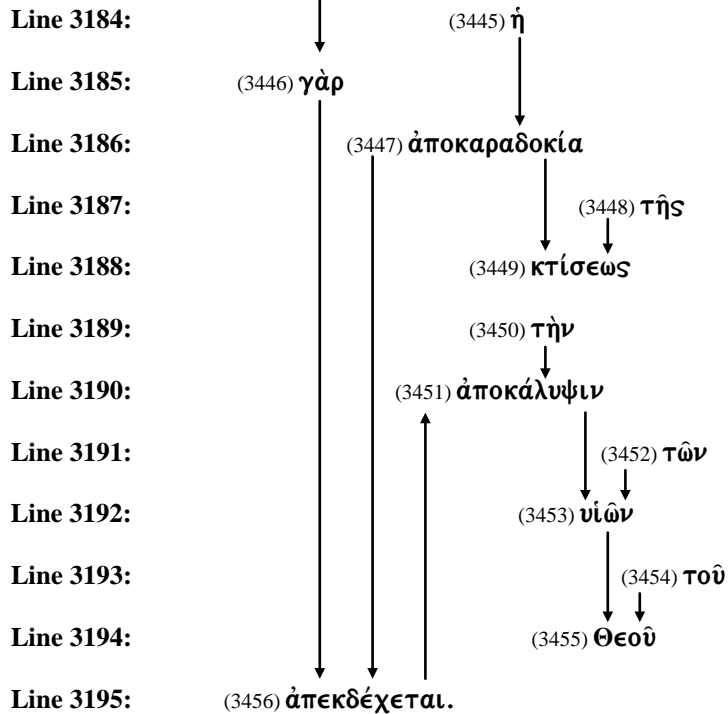 Line 3184: (3445) ἡ
Line 3185: (3446) γὰρ
Line 3186: (3447) ἀποκαραδοκία
Line 3187: (3448) τῆς
Line 3188: (3449) κτίσεως
Line 3189: (3450) τὴν
Line 3190: (3451) ἀποκάλυψιν
Line 3191: (3452) τῶν
Line 3192: (3453) υἱῶν
Line 3193: (3454) τοῦ
Line 3194: (3455) Θεοῦ
Line 3195: (3456) ἀπεκδέχεται.